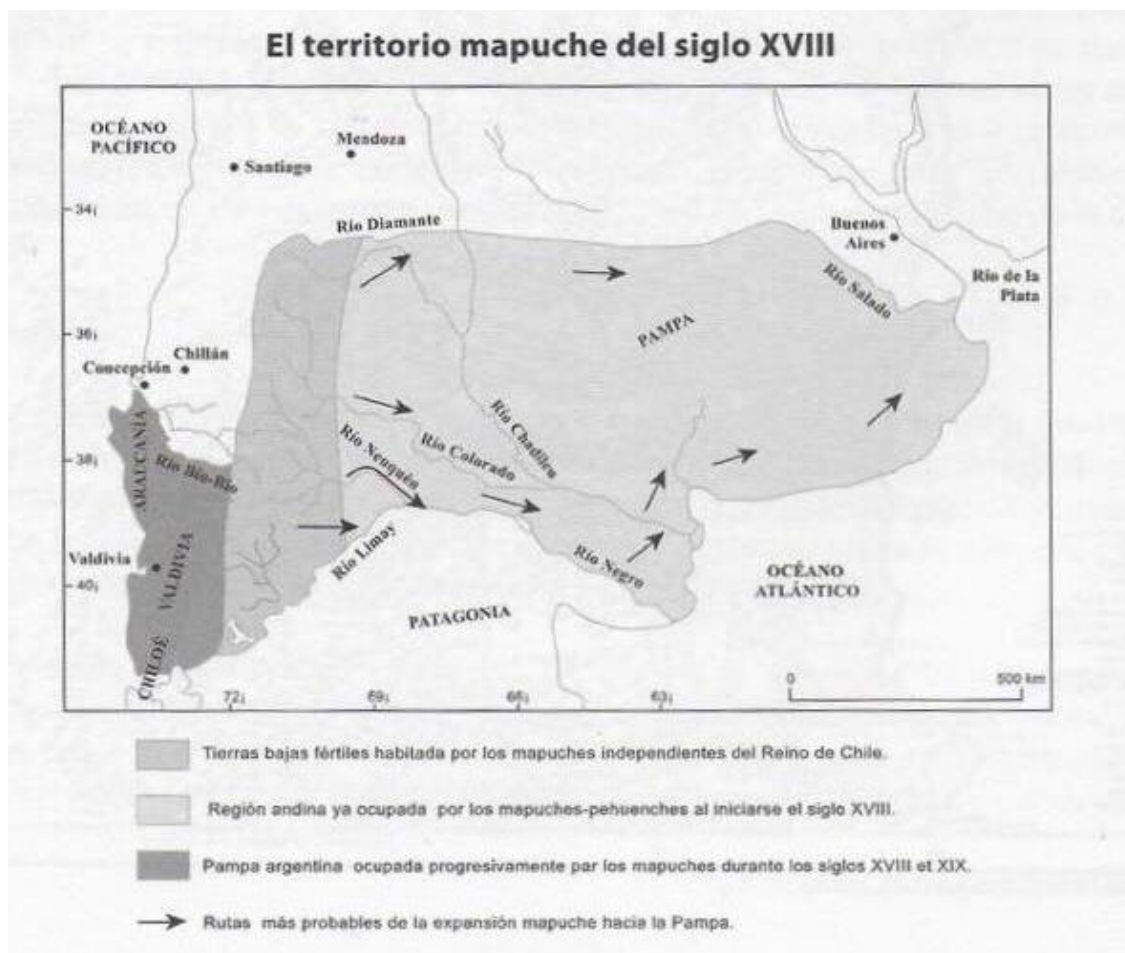 El territorio mapuche del siglo XVIII
OCÉANO
PACÍFICO
Mendoza
Santiago
34¡
Río Diamante
Buenos
Aires
Río de la
Plata
Río Salado
36¡
PAMPA
Chillán
Concepción
ARAUCANÍA
Río Bío-Río
38¡
Río Neuquén
Río Colorado
Río Chadileu
Valdivia
VALDIVIA
Río Limay
Río Negro
40¡
OCÉANO
ATLÁNTICO
PATAGONIA
CHILOÉ
0
500 km
72¡
69¡
66¡
63¡
Tierras bajas fértiles habitada por los mapuches independientes del Reino de Chile.
Región andina ya ocupada por los mapuches-pehuenches al iniciarse el siglo XVIII.
Pampa argentina ocupada progresivamente par los mapuches durante los siglos XVIII et XIX.
Rutas más probables de la expansión mapuche hacia la Pampa.